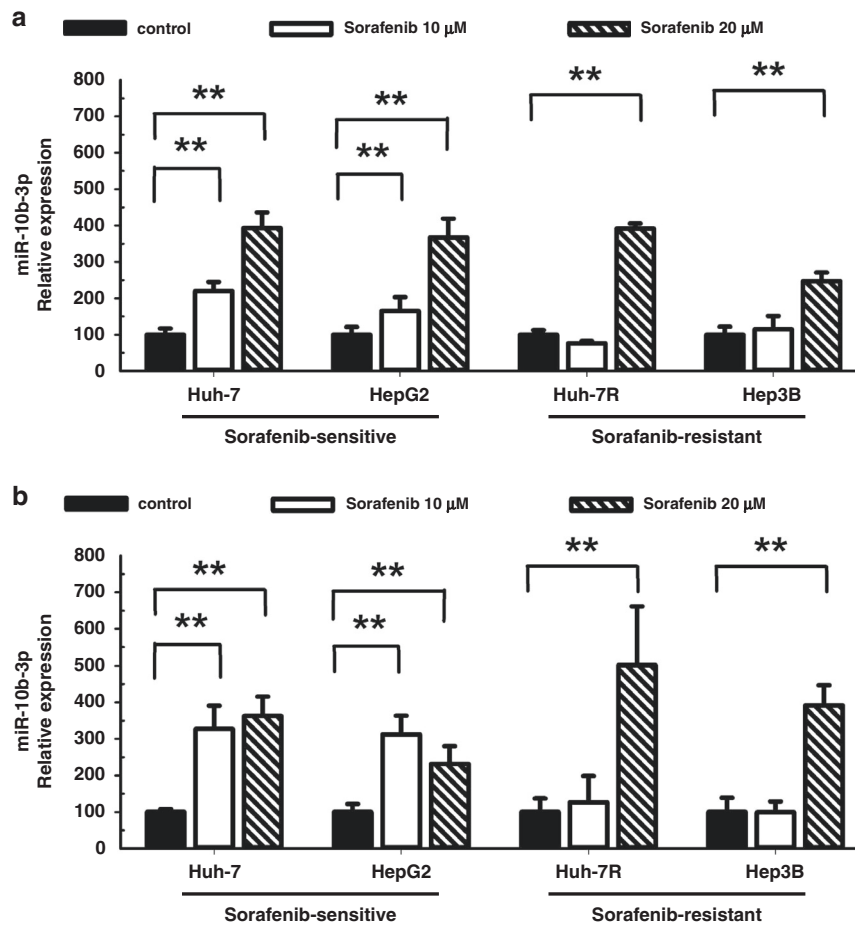 a
control Sorafenib 10 μM Sorafenib 20 μM
miR-10b-3p
Relative expression
800
700
600
500
400
300
200
100
0
** ** ** ** ** **
Huh-7 HepG2 Huh-7R Hep3B
Sorafenib-sensitive Sorafanib-resistant
b
control Sorafenib 10 μM Sorafenib 20 μM
miR-10b-3p
Relative expression
800
700
600
500
400
300
200
100
0
** ** ** ** ** **
Huh-7 HepG2 Huh-7R Hep3B
Sorafenib-sensitive Sorafenib-resistant